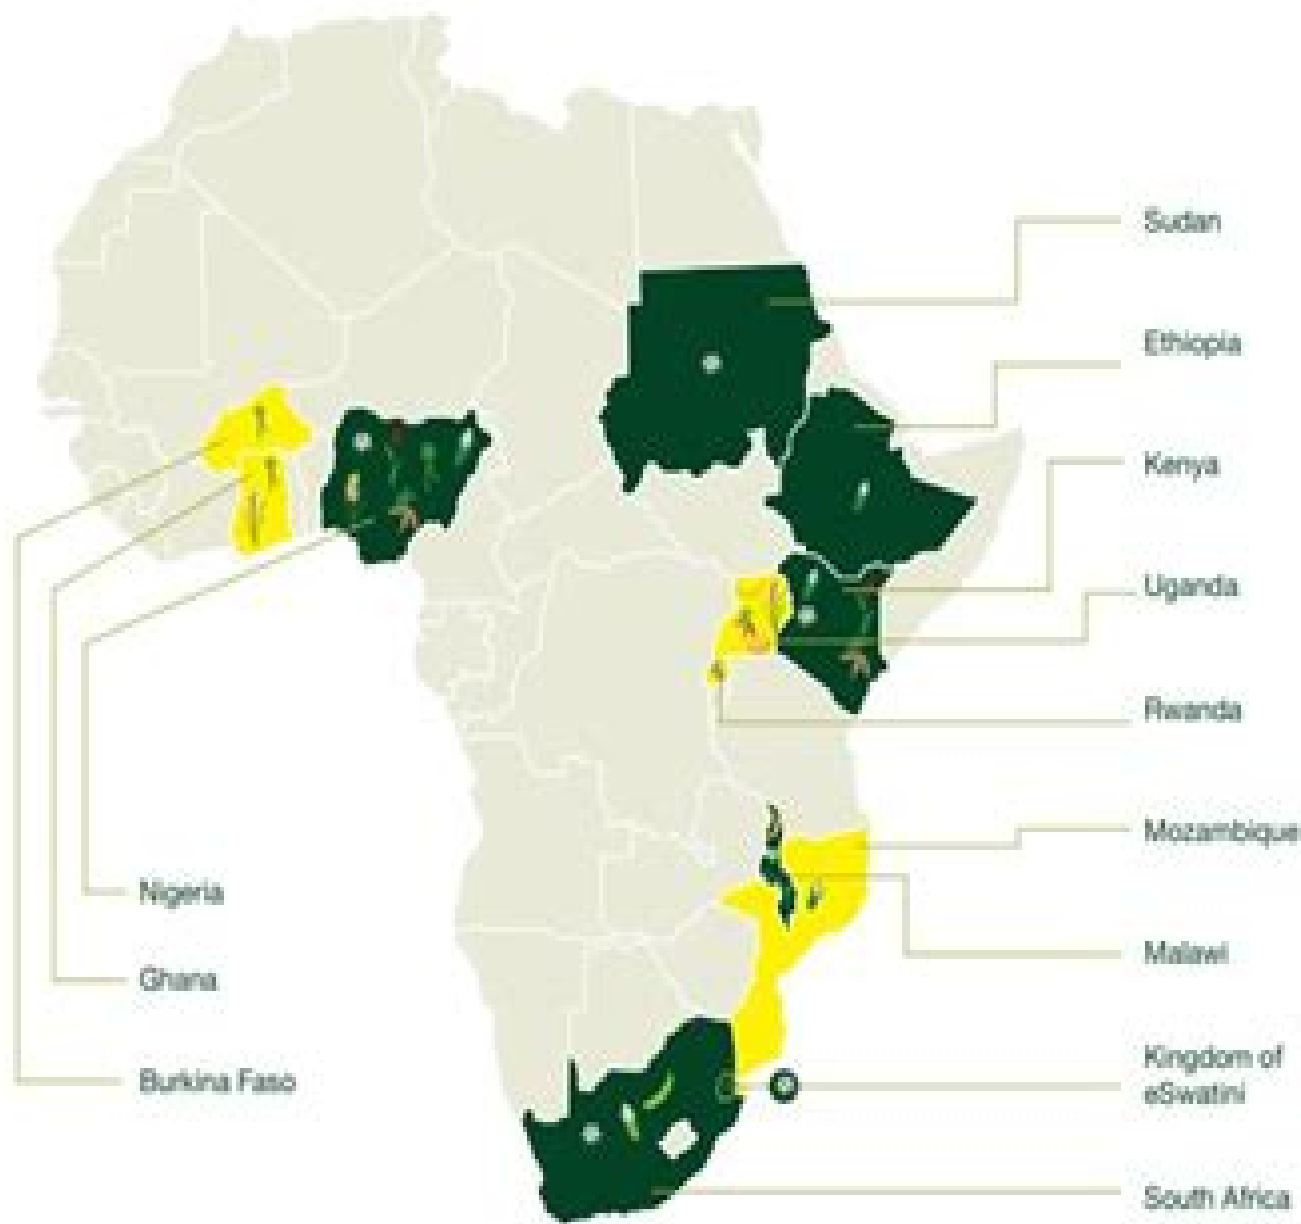 Sudan
Ethiopia
Kenya
Uganda
Rwanda
Mozambique
Malawi
Kingdom of
eSwatini
South Africa
Nigeria
Ghana
Burkina Faso